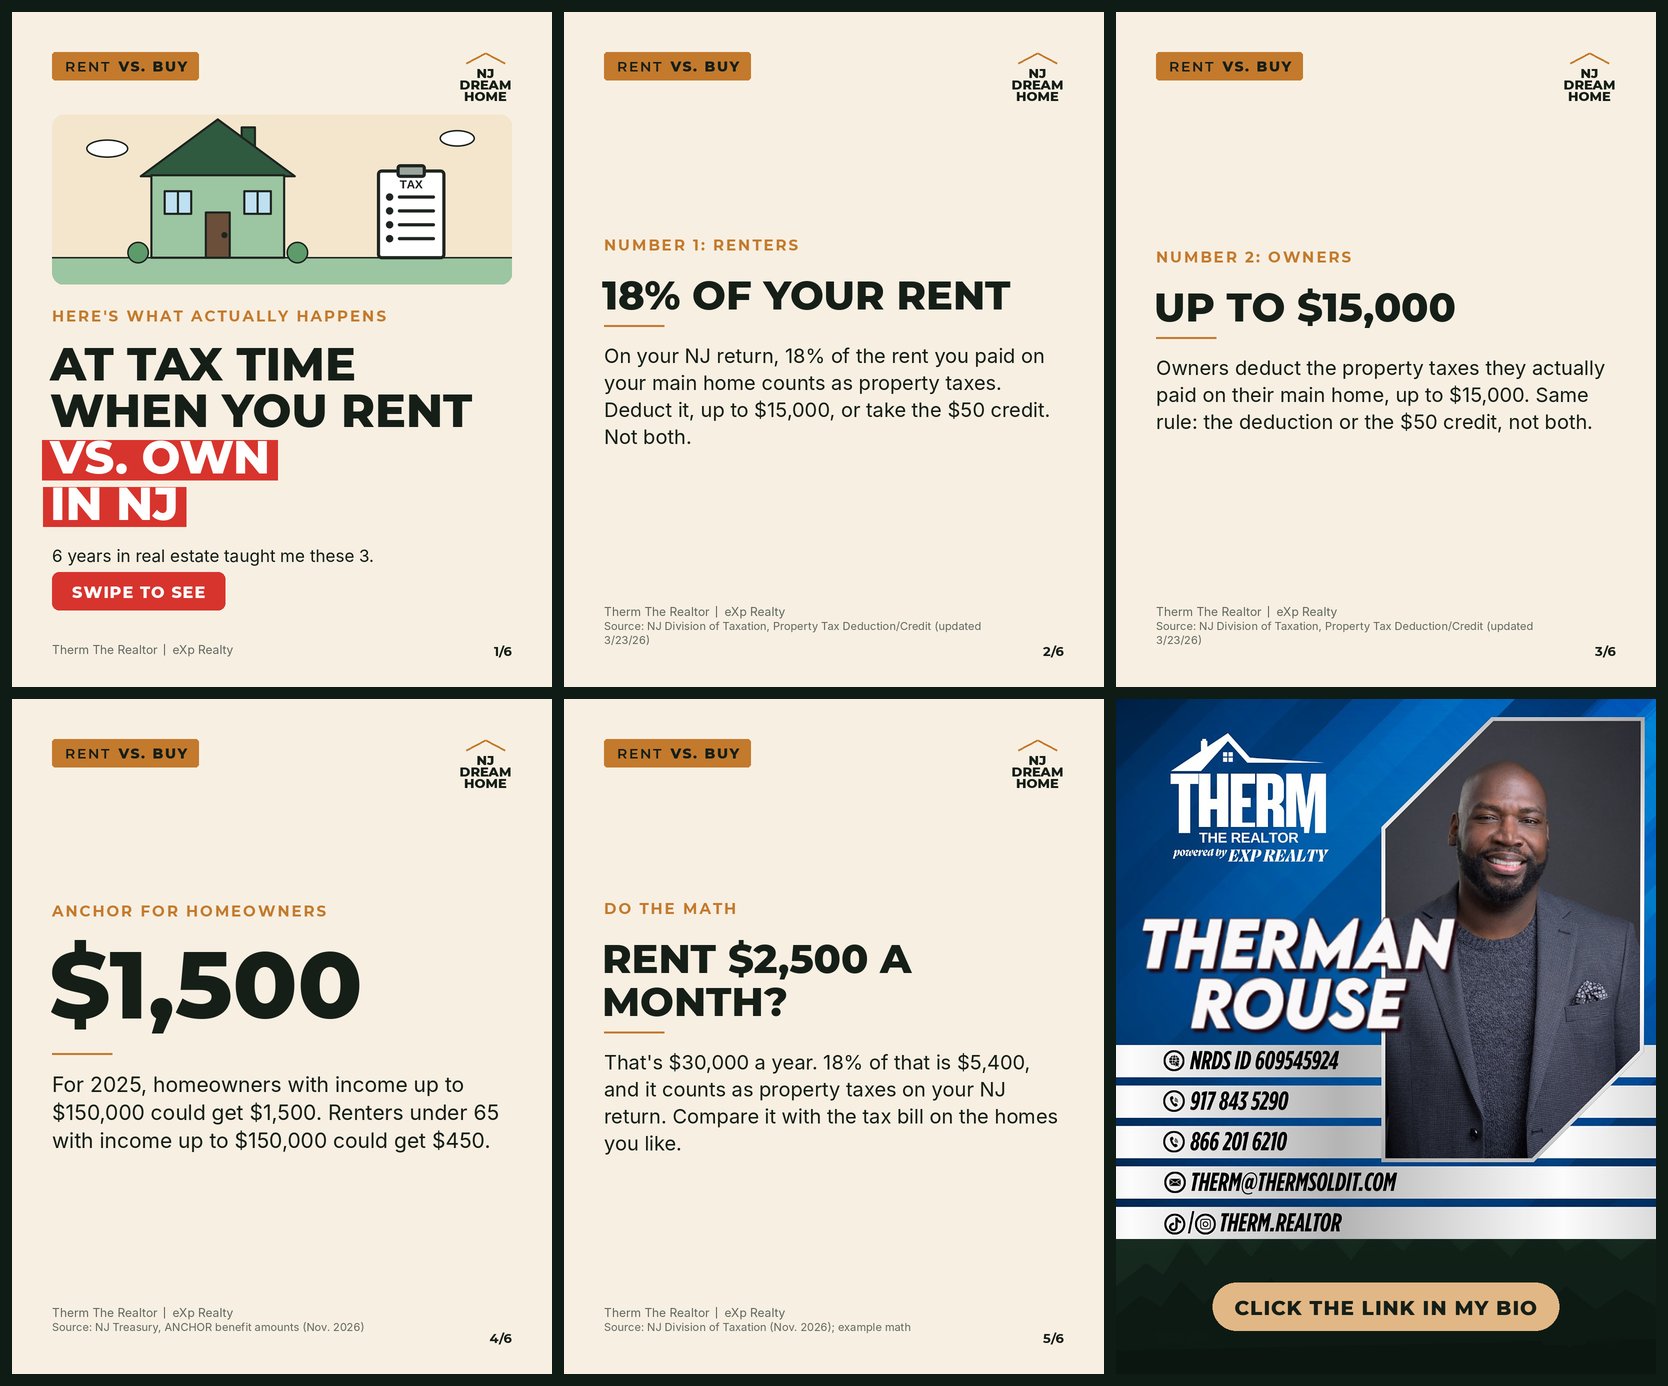 RENT VS. BUY
NJ
DREAM
HOME
TAX
HERE'S WHAT ACTUALLY HAPPENS
AT TAX TIME
WHEN YOU RENT
VS. OWN
IN NJ
6 years in real estate taught me these 3.
SWIPE TO SEE
Therm The Realtor | eXp Realty
1/6
RENT VS. BUY
NJ
DREAM
HOME
NUMBER 1: RENTERS
18% OF YOUR RENT
On your NJ return, 18% of the rent you paid on
your main home counts as property taxes.
Deduct it, up to $15,000, or take the $50 credit.
Not both.
Therm The Realtor | eXp Realty
Source: NJ Division of Taxation, Property Tax Deduction/Credit (updated
3/23/26)
2/6
RENT VS. BUY
NJ
DREAM
HOME
NUMBER 2: OWNERS
UP TO $15,000
Owners deduct the property taxes they actually
paid on their main home, up to $15,000. Same
rule: the deduction or the $50 credit, not both.
Therm The Realtor | eXp Realty
Source: NJ Division of Taxation, Property Tax Deduction/Credit (updated
3/23/26)
3/6
RENT VS. BUY
NJ
DREAM
HOME
ANCHOR FOR HOMEOWNERS
$1,500
For 2025, homeowners with income up to
$150,000 could get $1,500. Renters under 65
with income up to $150,000 could get $450.
Therm The Realtor | eXp Realty
Source: NJ Treasury, ANCHOR benefit amounts (Nov. 2026)
4/6
RENT VS. BUY
NJ
DREAM
HOME
DO THE MATH
RENT $2,500 A
MONTH?
That's $30,000 a year. 18% of that is $5,400,
and it counts as property taxes on your NJ
return. Compare it with the tax bill on the homes
you like.
Therm The Realtor | eXp Realty
Source: NJ Division of Taxation (Nov. 2026); example math
5/6
THERM
THE REALTOR
powered by EXP REALTY
THERMAN
ROUSE
NRDS ID 609545924
917 843 5290
866 201 6210
THERM@THERMSOLDIT.COM
/ THERM.REALTOR
CLICK THE LINK IN MY BIO